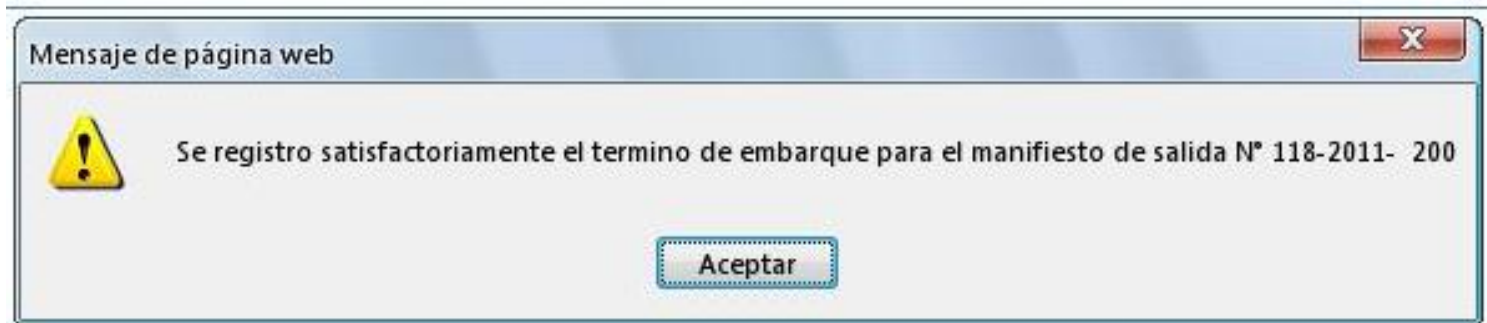 Mensaje de página web
Se registro satisfactoriamente el termino de embarque para el manifiesto de salida N° 118-2011-  200
Aceptar